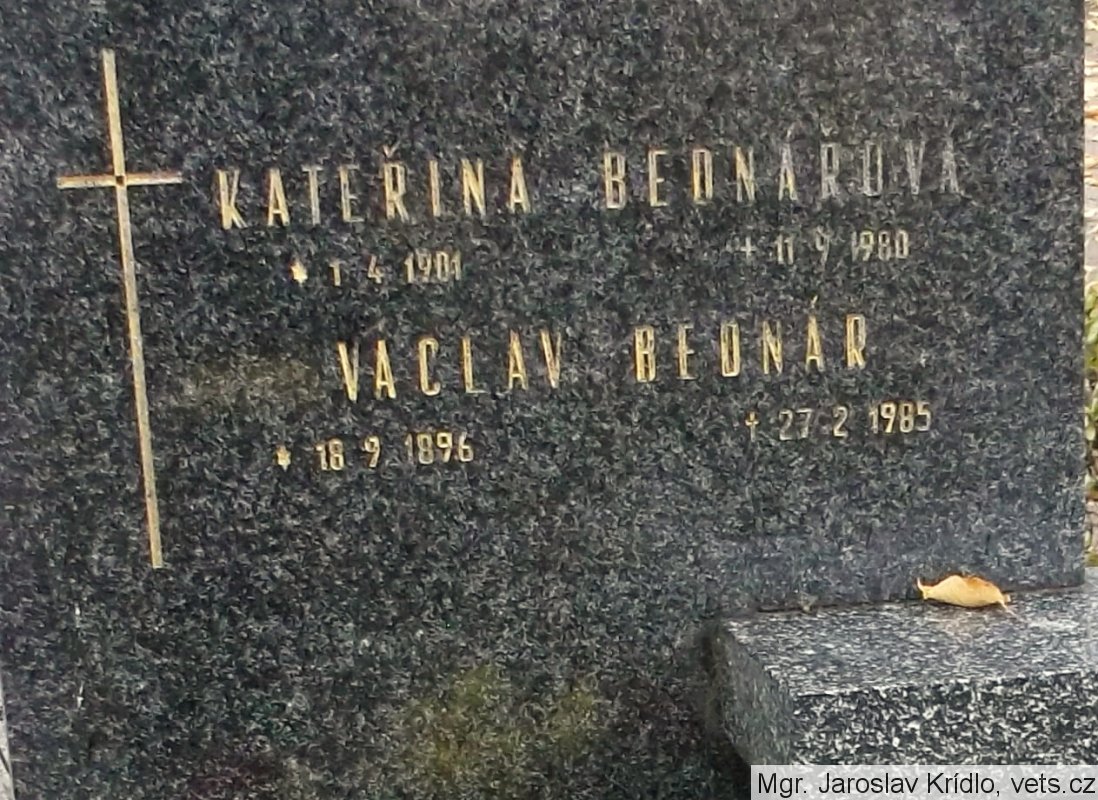 KATEŘINA BEDNÁŘOVÁ
* 1 4 1901 + 11 9 1980
VÁCLAV BEDNÁR
* 18 9 1896 + 27 2 1985
Mgr. Jaroslav Krídlo, vets.cz